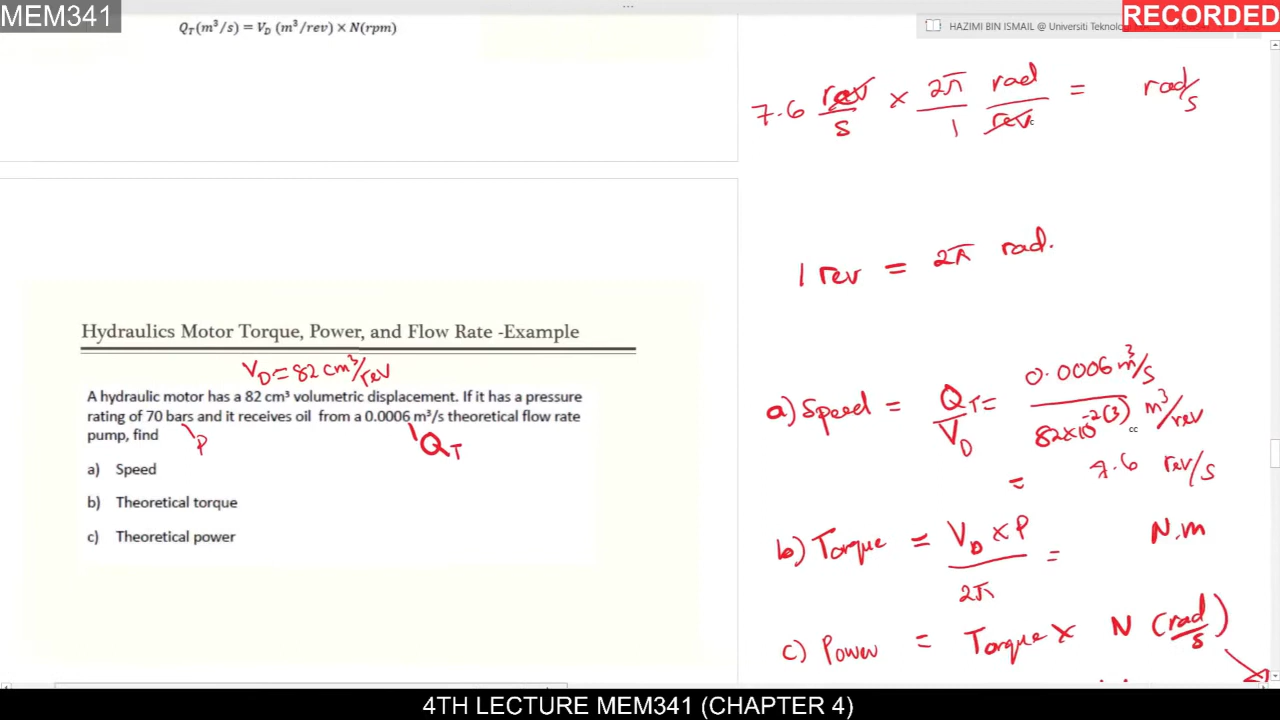 MEM341
RECORDED
Q_T(m³/s) = V_D (m³/rev) × N(rpm)
HAZIMI BIN ISMAIL @ Universiti Teknolog
7.6 rev/s × 2π/1 rad/rev = rad/s
1 rev = 2π rad.
Hydraulics Motor Torque, Power, and Flow Rate -Example
V_D = 82 cm³/rev
A hydraulic motor has a 82 cm³ volumetric displacement. If it has a pressure
rating of 70 bars and it receives oil from a 0.0006 m³/s theoretical flow rate
pump, find
P
Q_T
a) Speed
b) Theoretical torque
c) Theoretical power
a) Speed = Q_T/V_D = 0.0006 m³/s / 82×10^-2(3) m³/rev
= 7.6 rev/s
b) Torque = V_D × P / 2π = N.m
c) Power = Torque × N (rad/s)
4TH LECTURE MEM341 (CHAPTER 4)